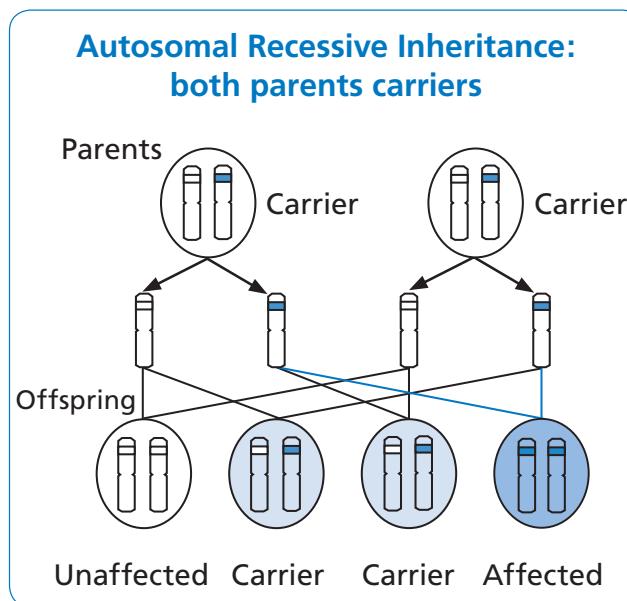 Autosomal Recessive Inheritance:
both parents carriers
Parents
Carrier
Carrier
Offspring
Unaffected
Carrier
Carrier
Affected